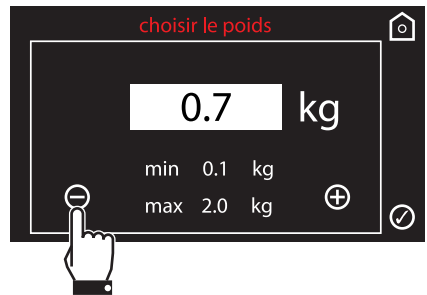 choisir le poids
0.7 kg
min 0.1 kg
max 2.0 kg